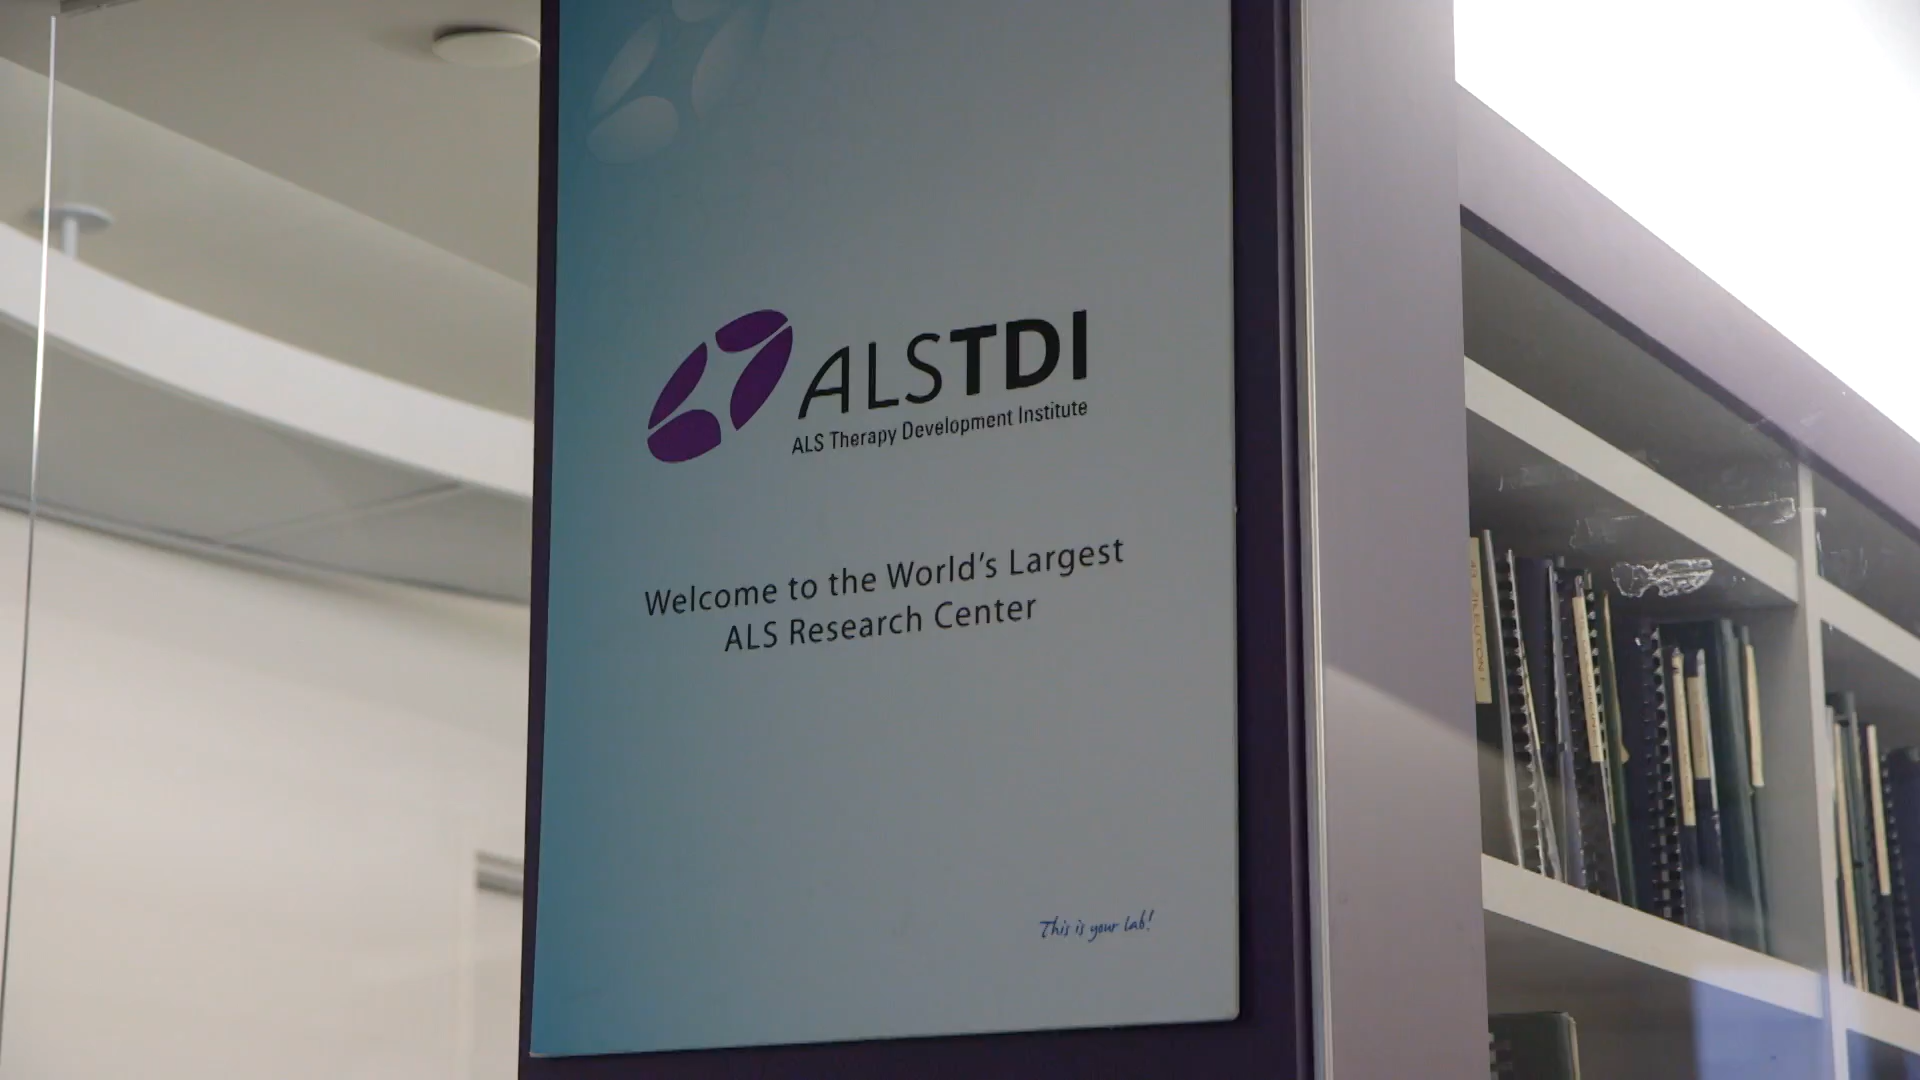 ALSTDI
ALS Therapy Development Institute
Welcome to the World's Largest
ALS Research Center
This is your lab!